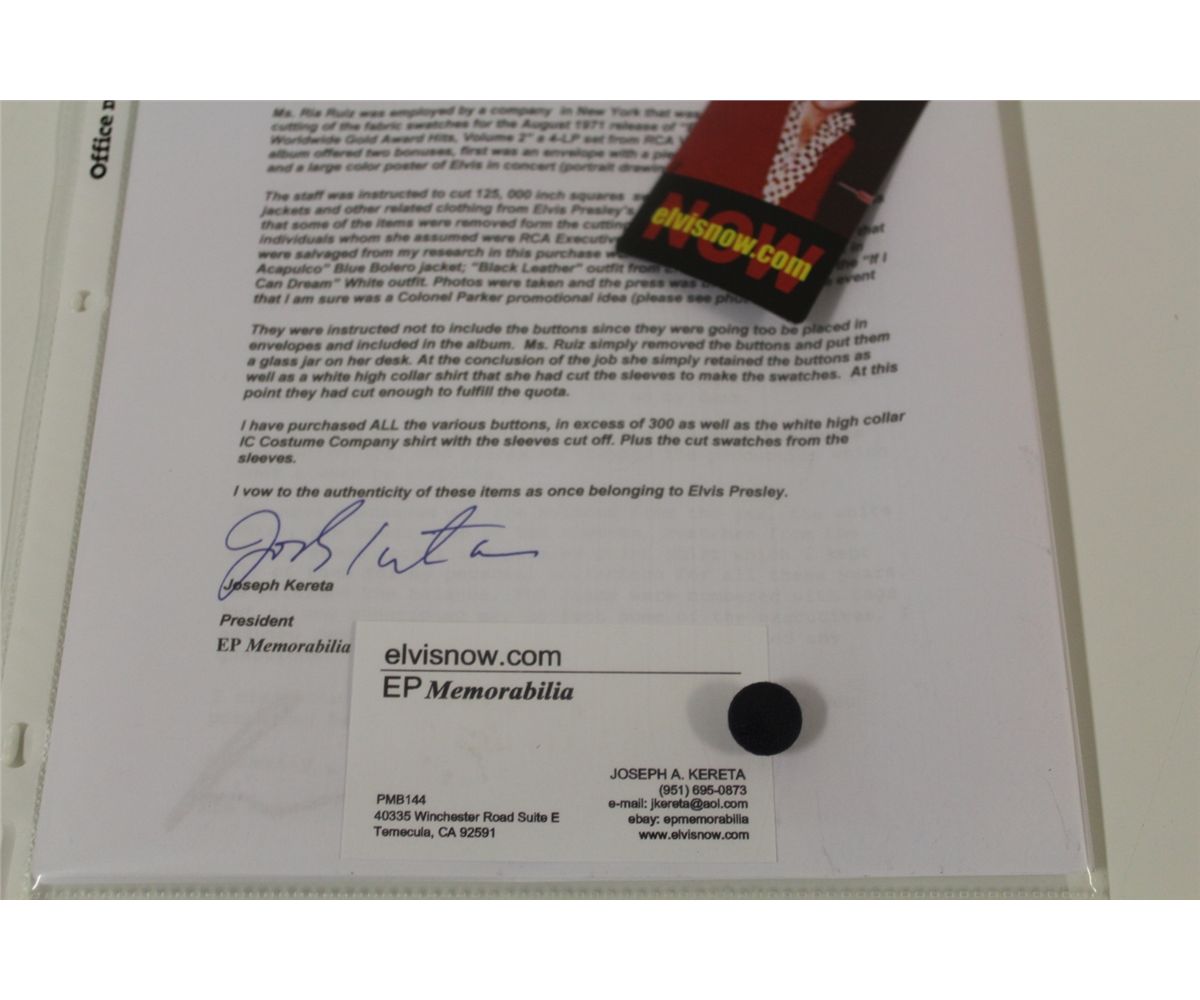 Office
Ms. Ria Ruiz was employed by a company in New York that was
cutting of the fabric swatches for the August 1971 release of
Worldwide Gold Award Hits, Volume 2" a 4-LP set from RCA
album offered two bonuses, first was an envelope with a
and a large color poster of Elvis in concert (portrait
The staff was instructed to cut 125, 000 inch squares
jackets and other related clothing from Elvis Presley's
that some of the items were removed form the cutting that
individuals whom she assumed were RCA in
were salvaged from my research in this purchase the "If I
Acapulco" Blue Bolero jacket; "Black Leather" outfit from
Can Dream" White outfit. Photos were taken and the press was event
that I am sure was a Colonel Parker promotional idea (please see
NOW
elvisnow.com
They were instructed not to include the buttons since they were going too be placed in
envelopes and included in the album. Ms. Ruiz simply removed the buttons and put them
a glass jar on her desk. At the conclusion of the job she simply retained the buttons as
well as a white high collar shirt that she had cut the sleeves to make the swatches. At this
point they had cut enough to fulfill the quota.
I have purchased ALL the various buttons, in excess of 300 as well as the white high collar
IC Costume Company shirt with the sleeves cut off. Plus the cut swatches from the
sleeves.
I vow to the authenticity of these items as once belonging to Elvis Presley.
Joseph Kereta
President
EP Memorabilia
elvisnow.com
EP Memorabilia
JOSEPH A. KERETA
(951) 695-0873
e-mail: jkereta@aol.com
ebay: epmemorabilia
www.elvisnow.com
PMB144
40335 Winchester Road Suite E
Temecula, CA 92591